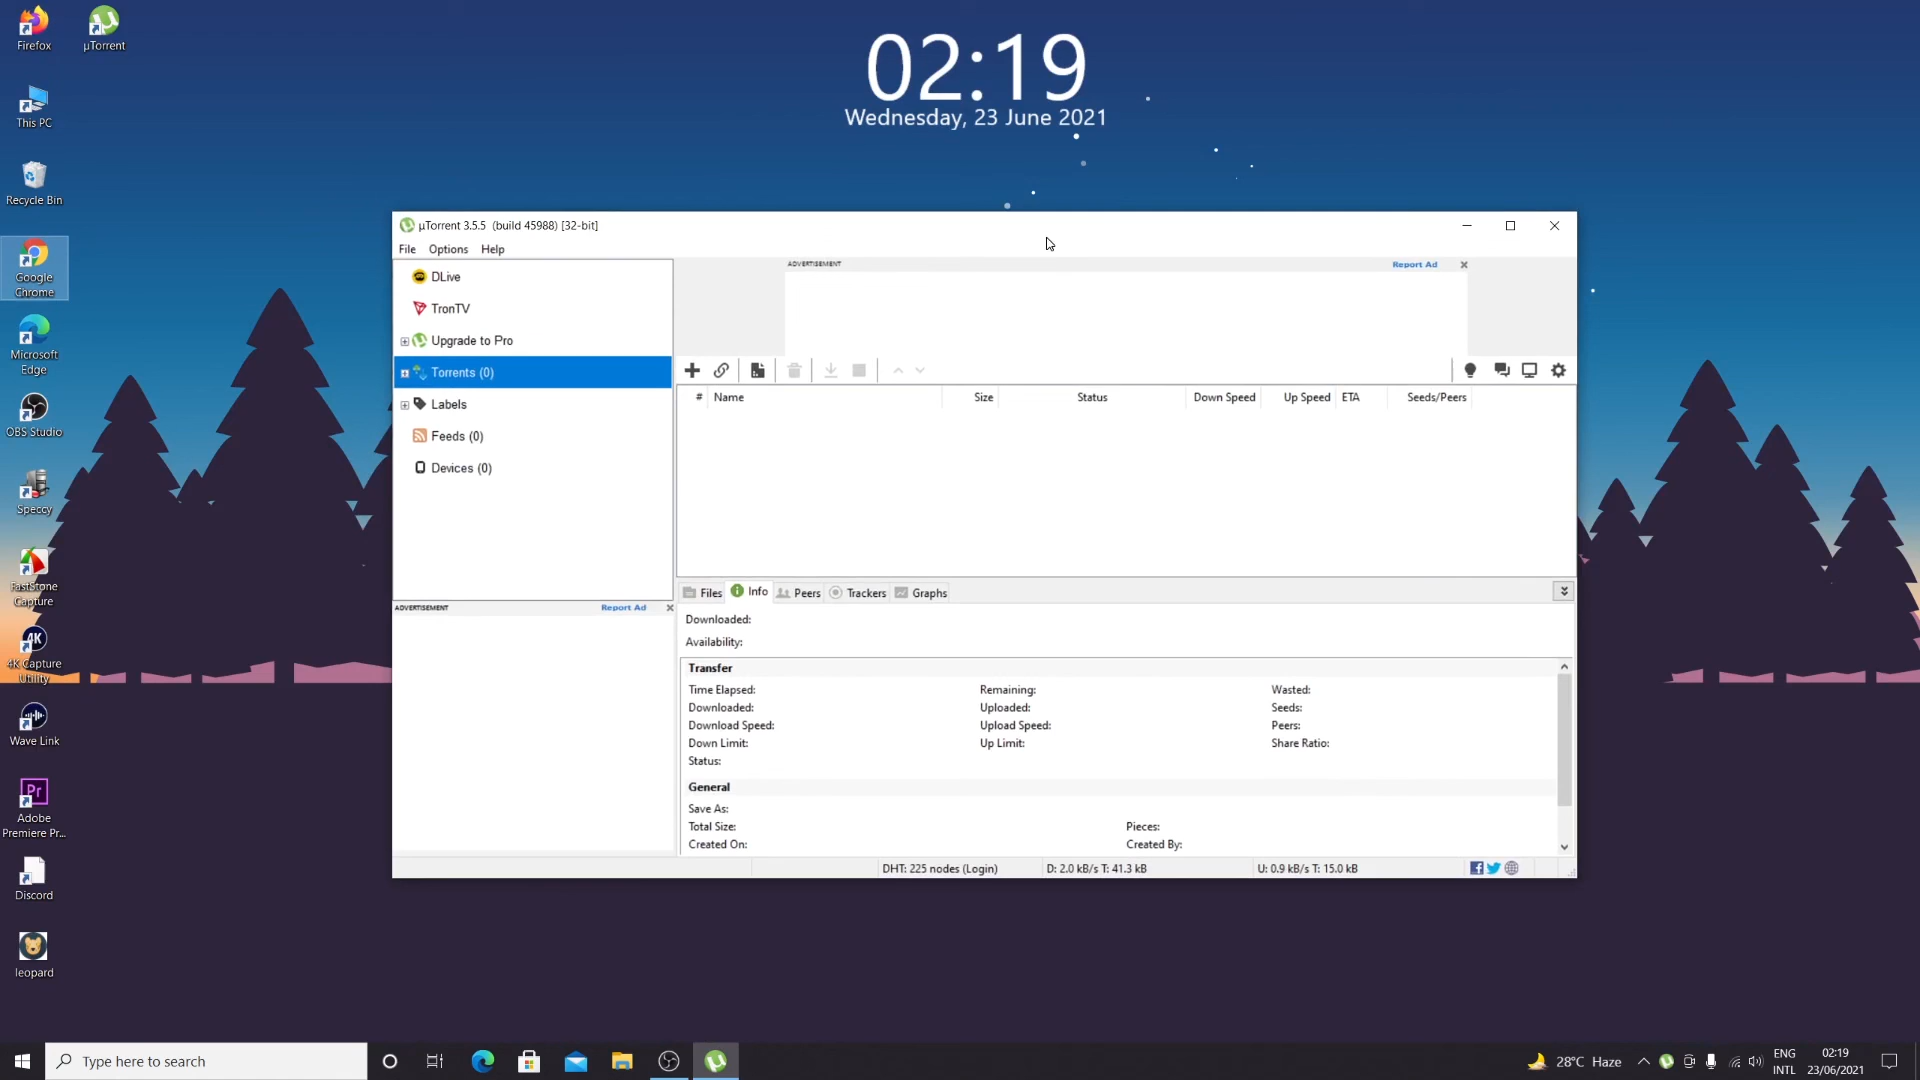 Firefox
µTorrent
This PC
Recycle Bin
Google
Chrome
Microsoft
Edge
OBS Studio
Speccy
FastStone
Capture
4K Capture
Utility
Wave Link
Adobe
Premiere Pr...
Discord
leopard
02:19
Wednesday, 23 June 2021
µTorrent 3.5.5 (build 45988) [32-bit]
File Options Help
DLive
TronTV
Upgrade to Pro
Torrents (0)
Labels
Feeds (0)
Devices (0)
ADVERTISEMENT Report Ad
ADVERTISEMENT Report Ad
# Name Size Status Down Speed Up Speed ETA Seeds/Peers
Files Info Peers Trackers Graphs
Downloaded:
Availability:
Transfer
Time Elapsed: Remaining: Wasted:
Downloaded: Uploaded: Seeds:
Download Speed: Upload Speed: Peers:
Down Limit: Up Limit: Share Ratio:
Status:
General
Save As:
Total Size: Pieces:
Created On: Created By:
DHT: 225 nodes (Login) D: 2.0 kB/s T: 41.3 kB U: 0.9 kB/s T: 15.0 kB
Type here to search
28°C Haze
ENG
INTL
02:19
23/06/2021